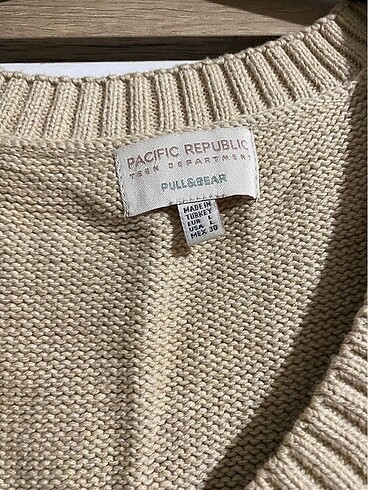 PACIFIC REPUBLIC
TEEN DEPARTMENT
PULL&BEAR
MADE IN
TURKEY
EUR L
USA L
MEX 30